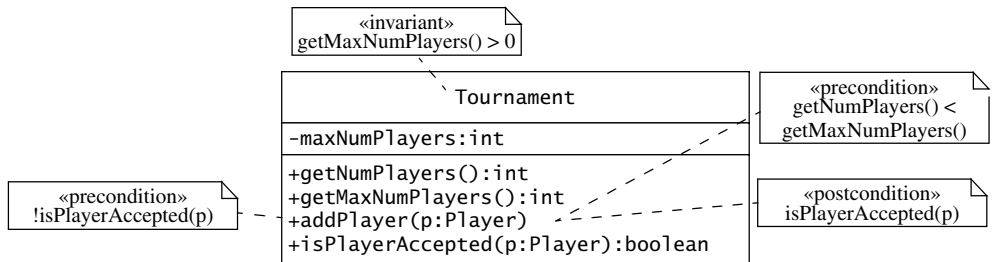 «invariant»
getMaxNumPlayers() > 0
Tournament
-maxNumPlayers:int
+getNumPlayers():int
+getMaxNumPlayers():int
+addPlayer(p:Player)
+isPlayerAccepted(p:Player):boolean
«precondition»
!isPlayerAccepted(p)
«precondition»
getNumPlayers() <
getMaxNumPlayers()
«postcondition»
isPlayerAccepted(p)